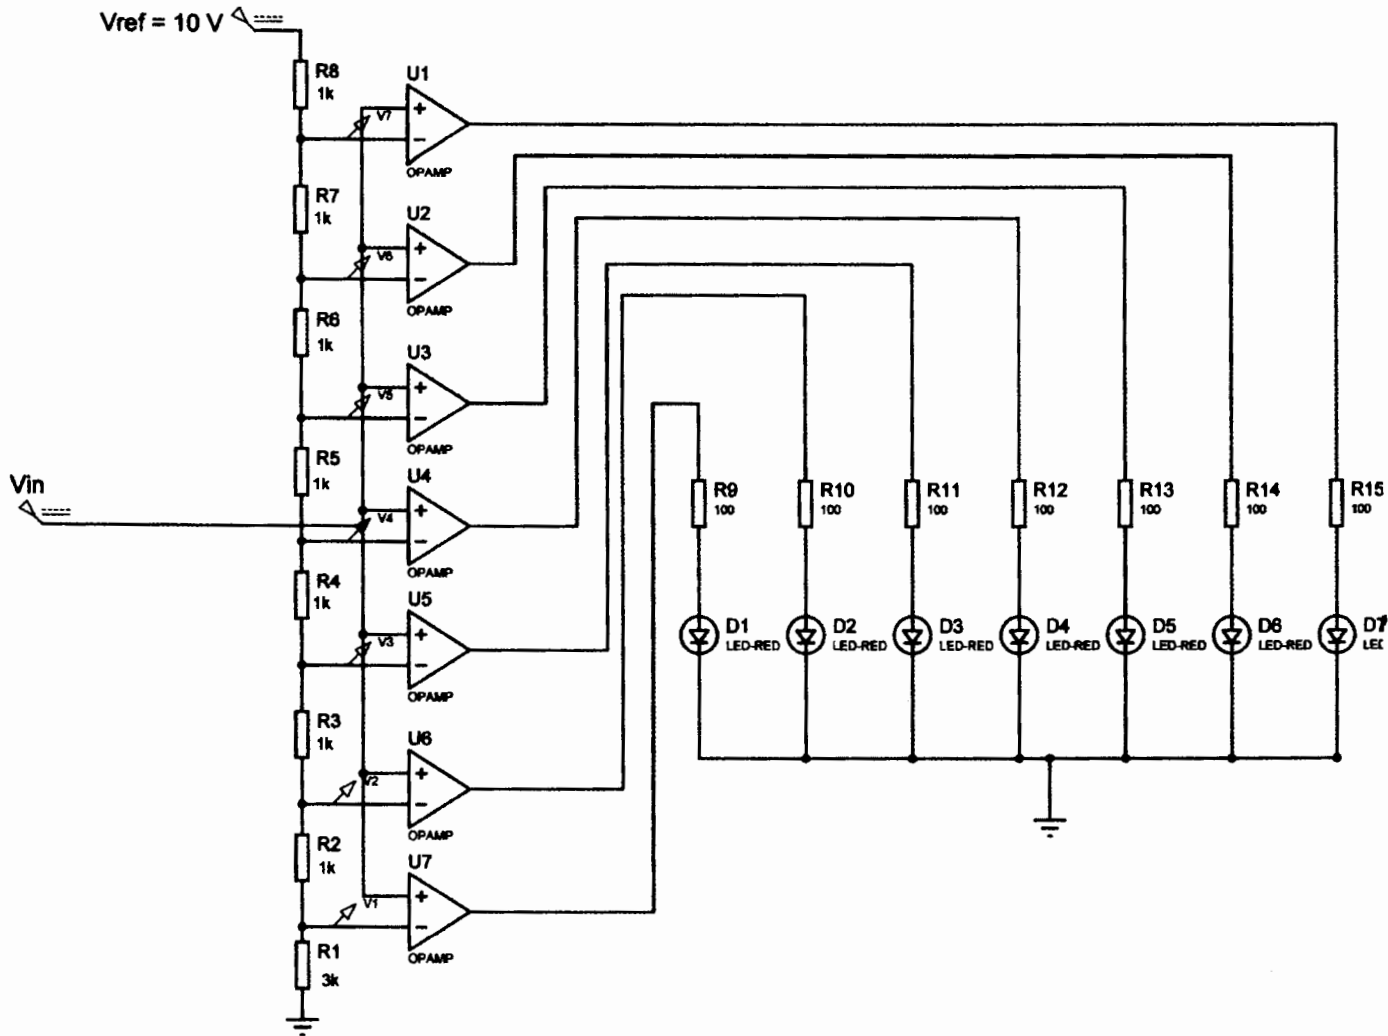 Vref = 10 V
R8
1k
U1
+
V7
−
OPAMP
R7
1k
U2
+
V6
−
OPAMP
R6
1k
U3
+
V5
−
OPAMP
R5
1k
Vin
U4
+
V4
−
OPAMP
R4
1k
U5
+
V3
−
OPAMP
R3
1k
U6
+
V2
−
OPAMP
R2
1k
U7
+
V1
−
OPAMP
R1
3k
R9
100
R10
100
R11
100
R12
100
R13
100
R14
100
R15
100
D1
LED-RED
D2
LED-RED
D3
LED-RED
D4
LED-RED
D5
LED-RED
D6
LED-RED
D7
LED